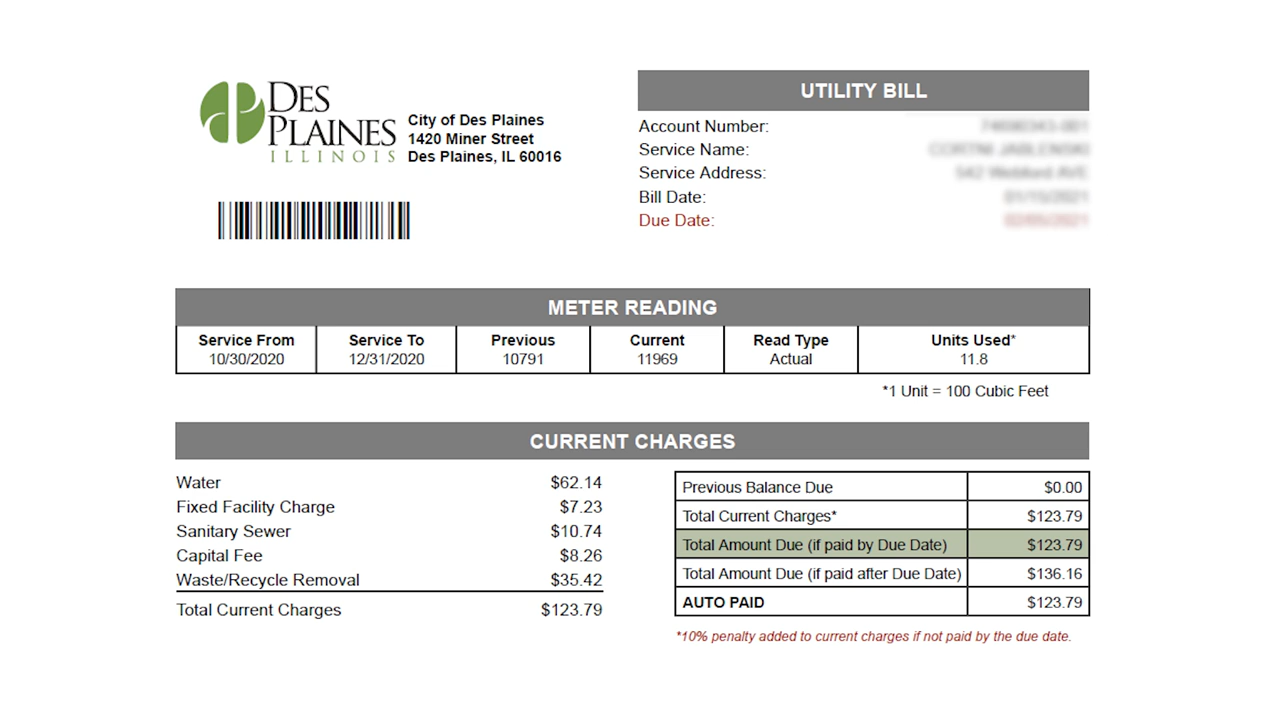 DES
PLAINES
ILLINOIS
City of Des Plaines
1420 Miner Street
Des Plaines, IL 60016
UTILITY BILL
Account Number:
Service Name:
Service Address:
Bill Date:
Due Date:
METER READING
Service From Service To Previous Current Read Type Units Used*
10/30/2020 12/31/2020 10791 11969 Actual 11.8
*1 Unit = 100 Cubic Feet
CURRENT CHARGES
Water $62.14
Fixed Facility Charge $7.23
Sanitary Sewer $10.74
Capital Fee $8.26
Waste/Recycle Removal $35.42
Total Current Charges $123.79
Previous Balance Due $0.00
Total Current Charges* $123.79
Total Amount Due (if paid by Due Date) $123.79
Total Amount Due (if paid after Due Date) $136.16
AUTO PAID $123.79
*10% penalty added to current charges if not paid by the due date.